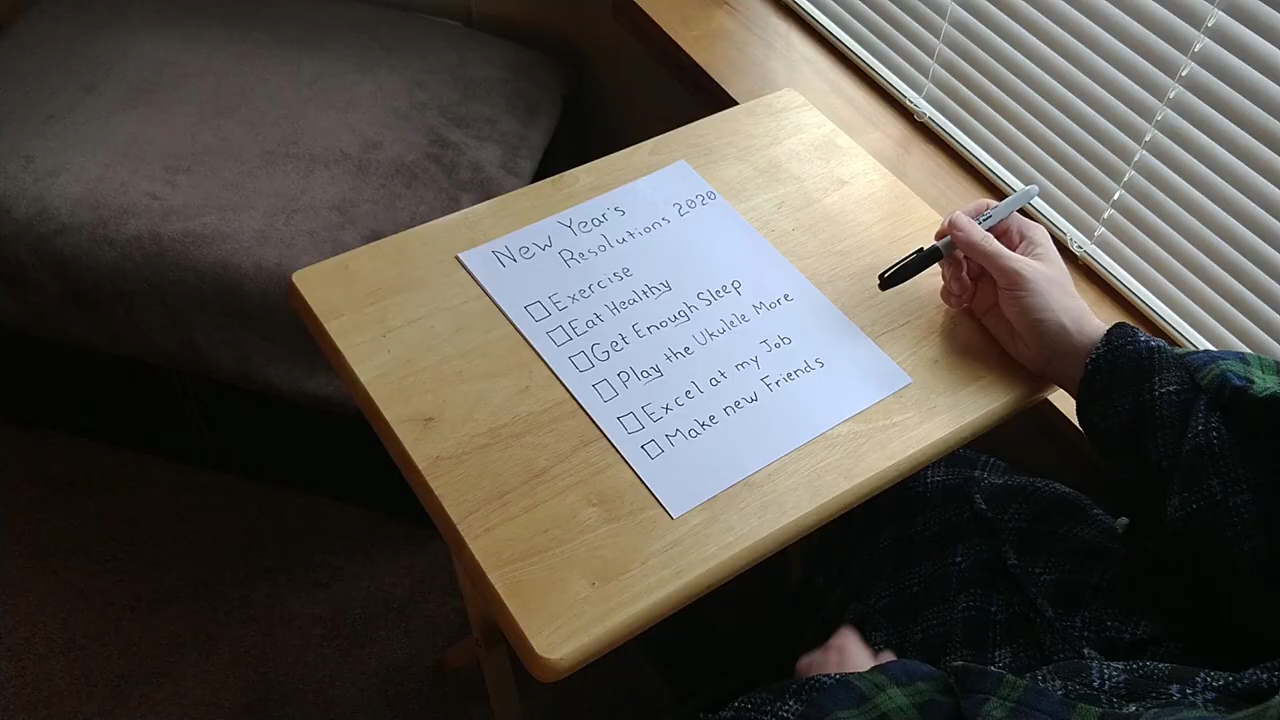 New Year's
Resolutions 2020
Exercise
Eat Healthy
Get Enough Sleep
Play the Ukulele More
Excel at my Job
Make new Friends